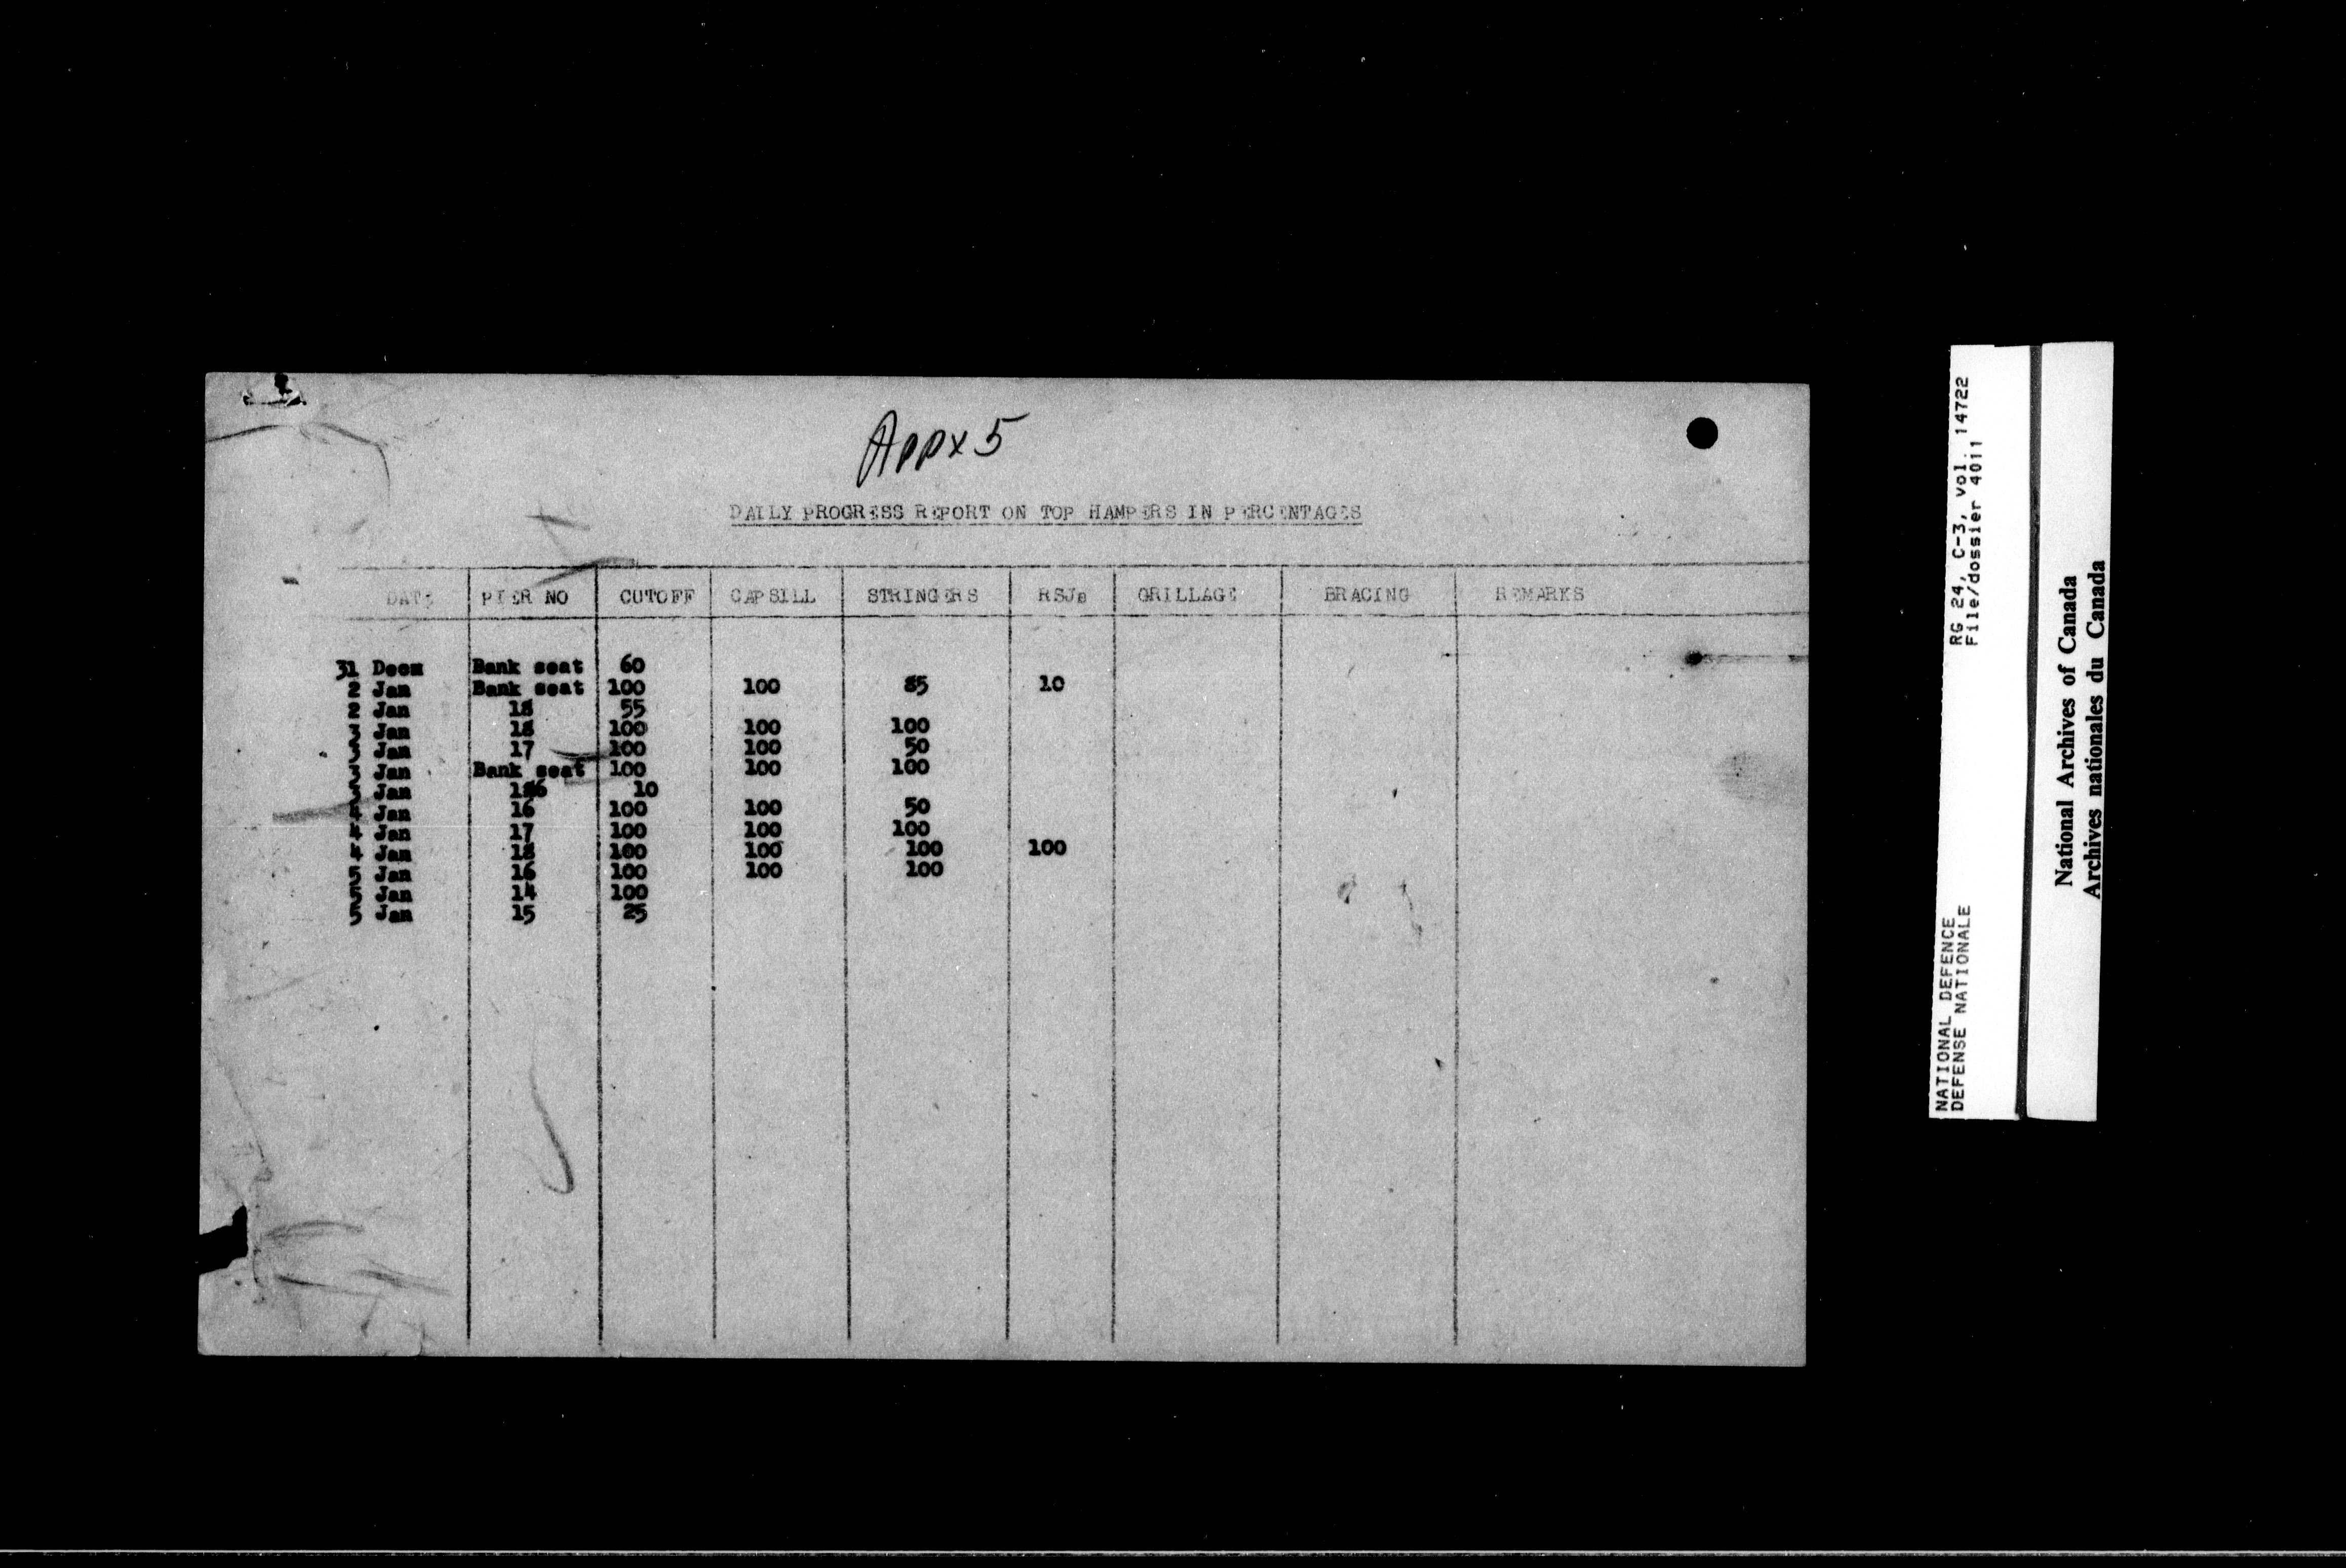 Appx 5
DAILY PROGRESS REPORT ON TOP HAMPERS IN PERCENTAGES
DATE PIER NO CUTOFF CAPSILL STRINGERS RSJs GRILLAGE BRACING REMARKS
31 Decm Bank seat 60
2 Jan Bank seat 100 100 85 10
2 Jan 18 55
3 Jan 18 100 100 100
3 Jan 17 100 100 50
3 Jan Bank seat 100 100 100
3 Jan 10
4 Jan 16 100 100 50
4 Jan 17 100 100 100
4 Jan 18 100 100 100 100
5 Jan 16 100 100 100
5 Jan 14 100
5 Jan 15 25
RG 24, C-3, vol. 14722
File/dossier 4011
NATIONAL DEFENCE
DEFENSE NATIONALE
National Archives of Canada
Archives nationales du Canada